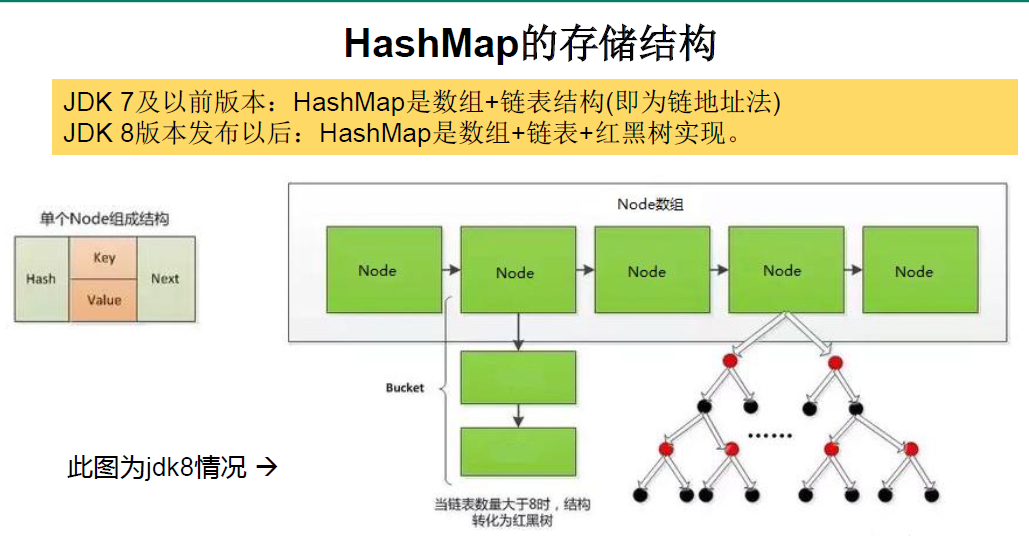 HashMap的存储结构
JDK 7及以前版本：HashMap是数组+链表结构(即为链地址法)
JDK 8版本发布以后：HashMap是数组+链表+红黑树实现。
单个Node组成结构
Hash
Key
Value
Next
Node数组
Node
Node
Node
Node
Node
Bucket
......
此图为jdk8情况 →
当链表数量大于8时，结构
转化为红黑树